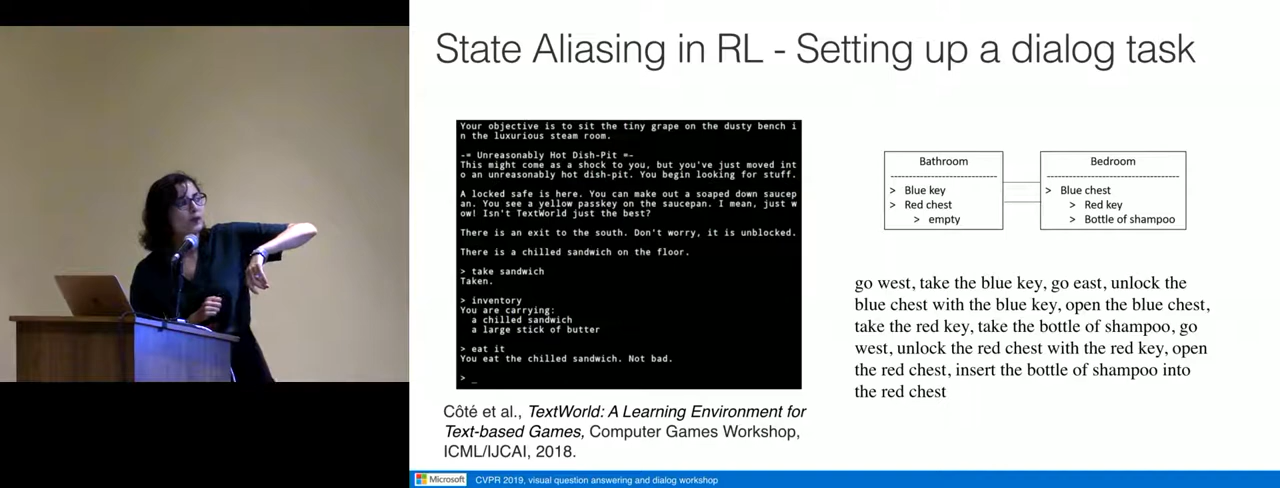 State Aliasing in RL - Setting up a dialog task
Your objective is to sit the tiny grape on the dusty bench i
n the luxurious steam room.
-= Unreasonably Hot Dish-Pit =-
This might come as a shock to you, but you've just moved int
o an unreasonably hot dish-pit. You begin looking for stuff.
A locked safe is here. You can make out a soaped down saucep
an. You see a yellow passkey on the saucepan. I mean, just w
ow! Isn't TextWorld just the best?
There is an exit to the south. Don't worry, it is unblocked.
There is a chilled sandwich on the floor.
> take sandwich
Taken.
> inventory
You are carrying:
a chilled sandwich
a large stick of butter
> eat it
You eat the chilled sandwich. Not bad.
> _
Côté et al., TextWorld: A Learning Environment for
Text-based Games, Computer Games Workshop,
ICML/IJCAI, 2018.
Bathroom
> Blue key
> Red chest
> empty
Bedroom
> Blue chest
> Red key
> Bottle of shampoo
go west, take the blue key, go east, unlock the
blue chest with the blue key, open the blue chest,
take the red key, take the bottle of shampoo, go
west, unlock the red chest with the red key, open
the red chest, insert the bottle of shampoo into
the red chest
Microsoft
CVPR 2019, visual question answering and dialog workshop